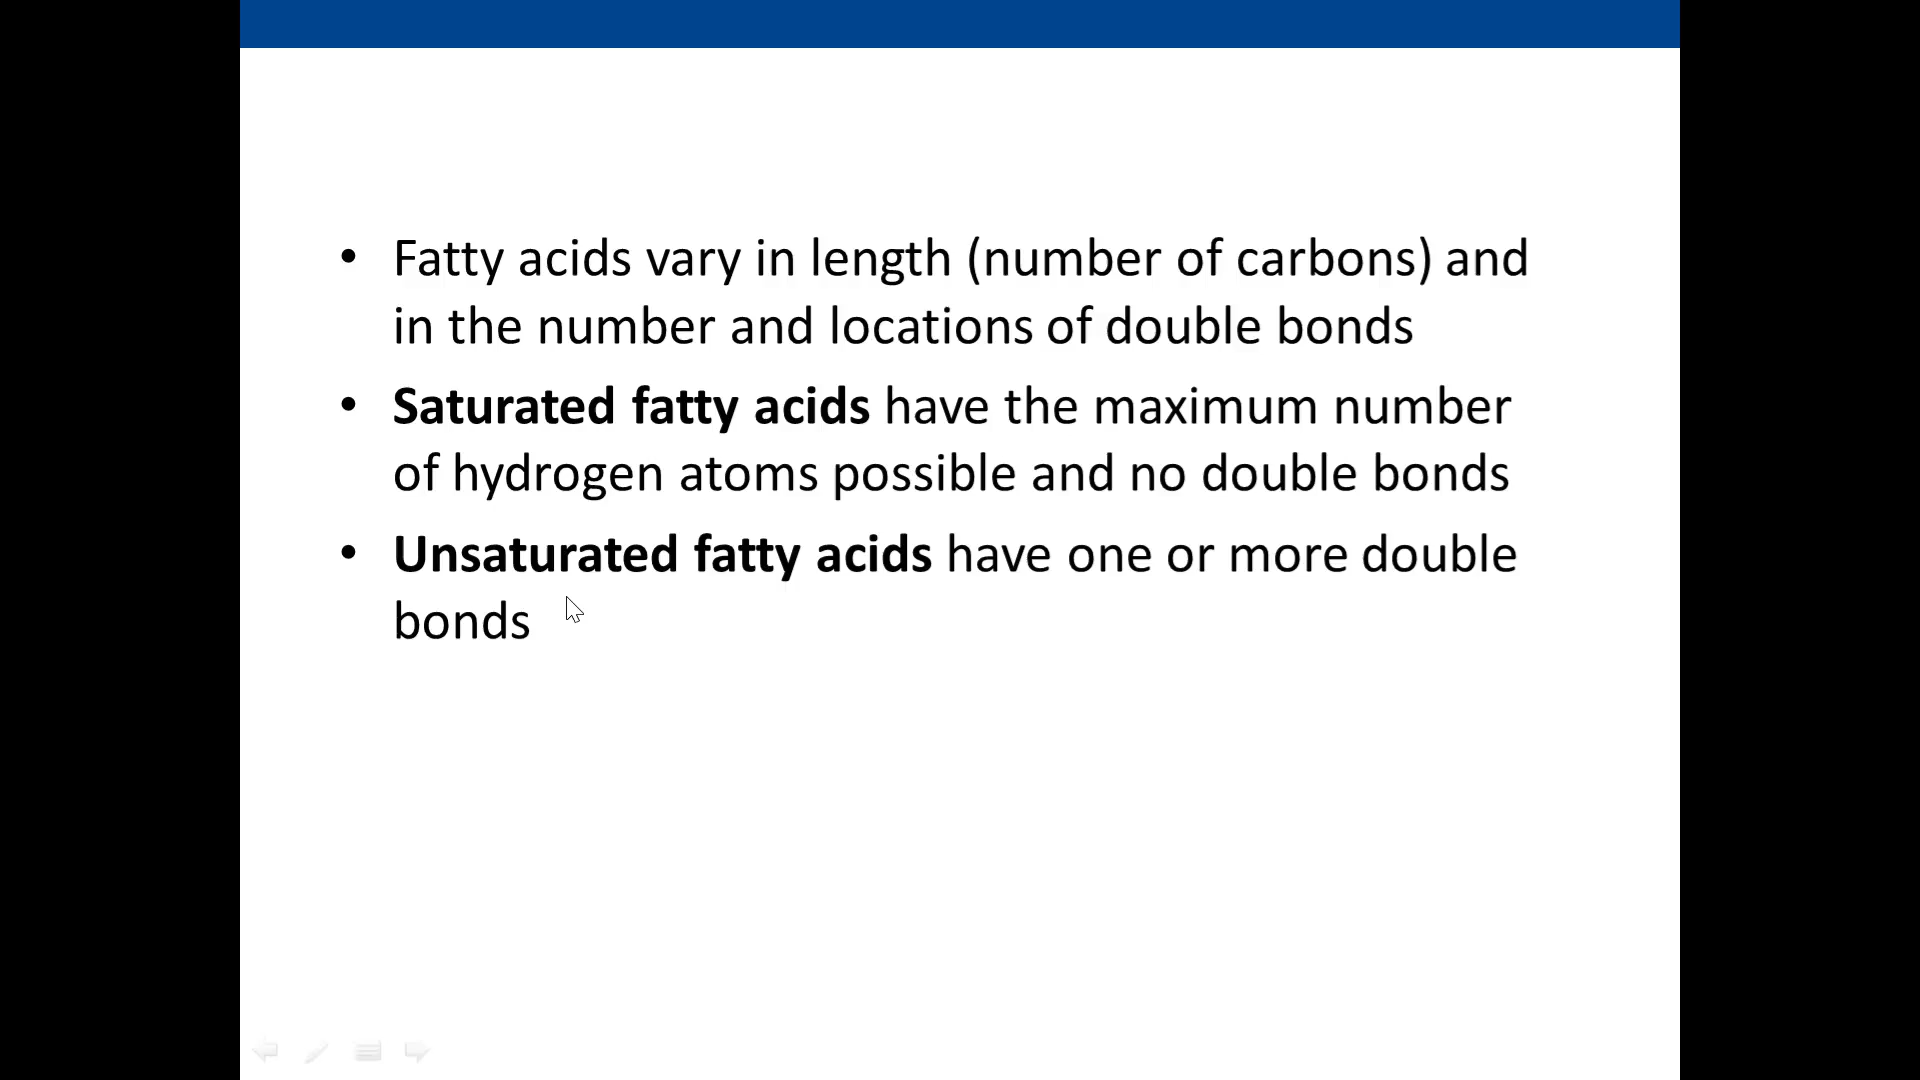 • Fatty acids vary in length (number of carbons) and
in the number and locations of double bonds
• Saturated fatty acids have the maximum number
of hydrogen atoms possible and no double bonds
• Unsaturated fatty acids have one or more double
bonds